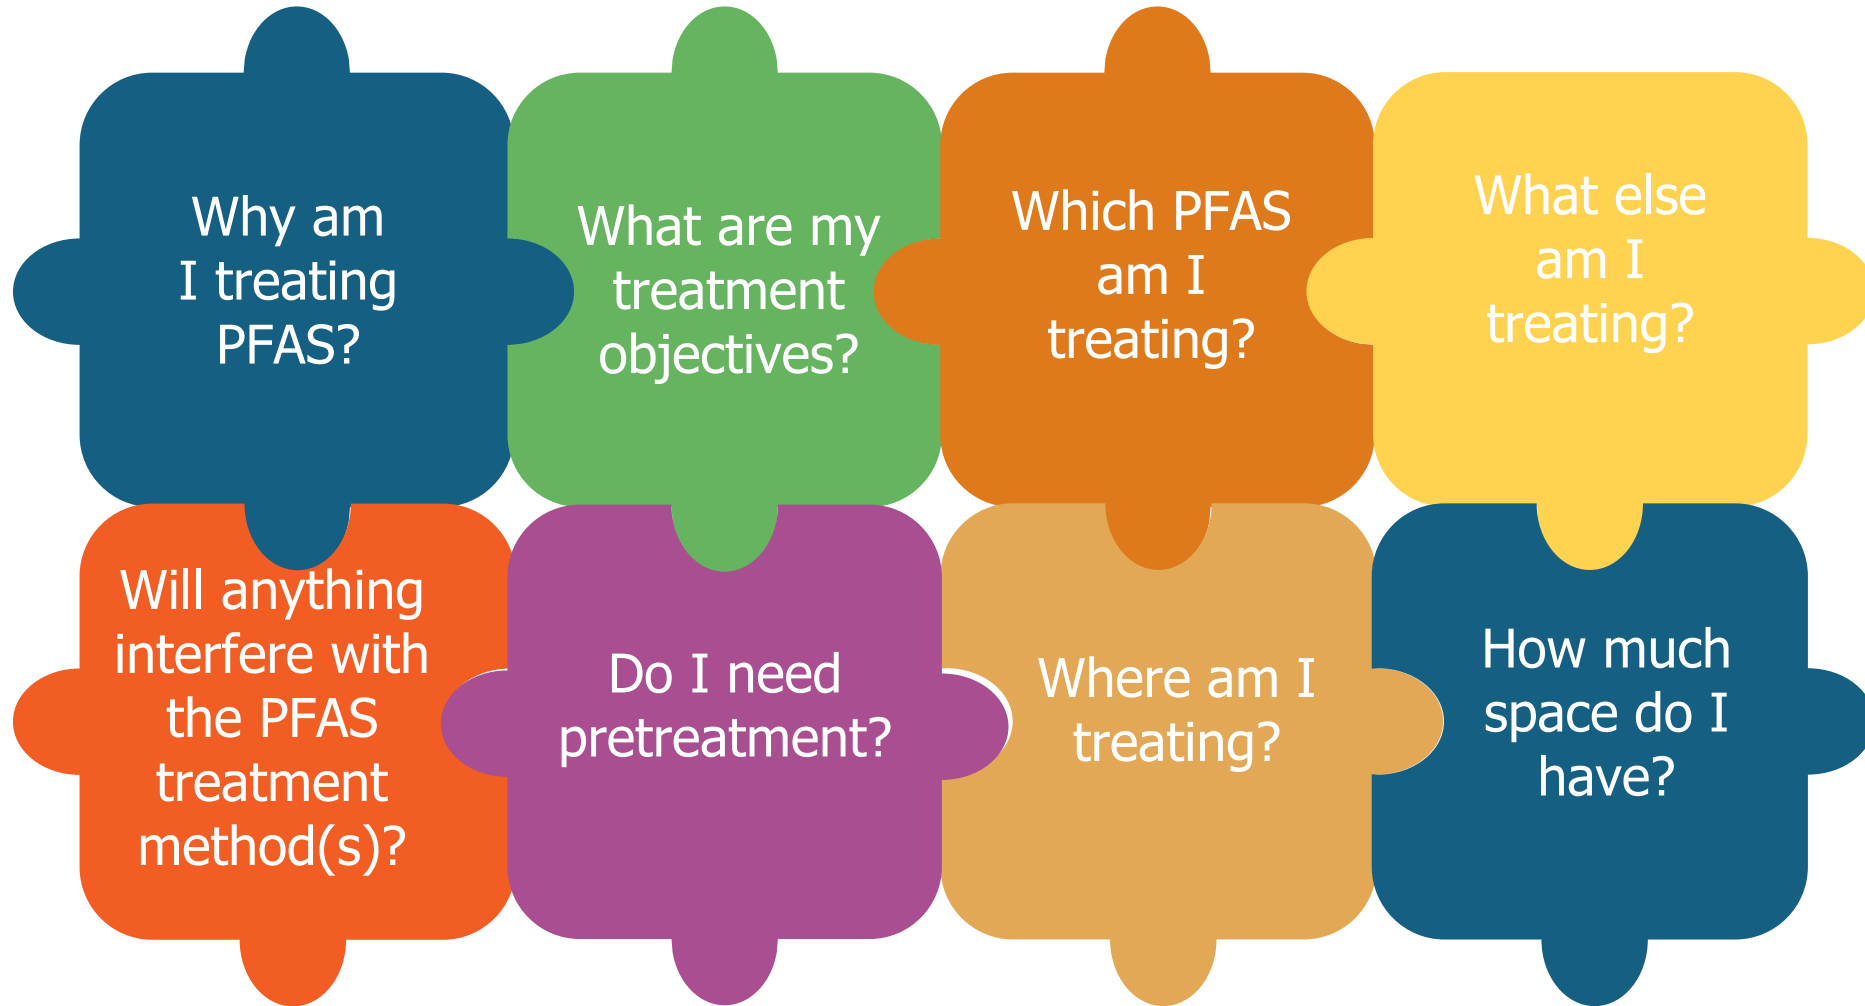 Why am
I treating
PFAS?
What are my
treatment
objectives?
Which PFAS
am I
treating?
What else
am I
treating?
Will anything
interfere with
the PFAS
treatment
method(s)?
Do I need
pretreatment?
Where am I
treating?
How much
space do I
have?